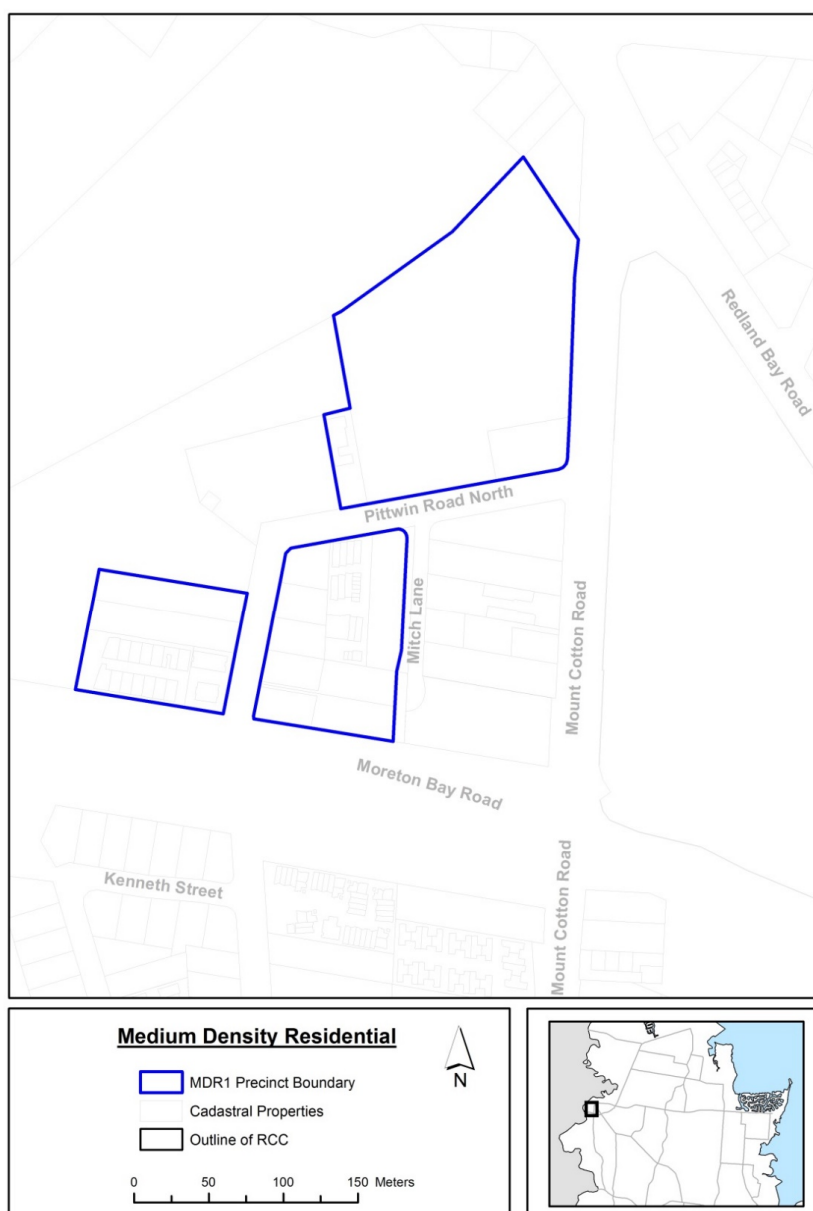 Redland Bay Road
Pittwin Road North
Mitch Lane
Mount Cotton Road
Moreton Bay Road
Kenneth Street
Mount Cotton Road
Medium Density Residential
MDR1 Precinct Boundary
Cadastral Properties
Outline of RCC
N
0 50 100 150 Meters